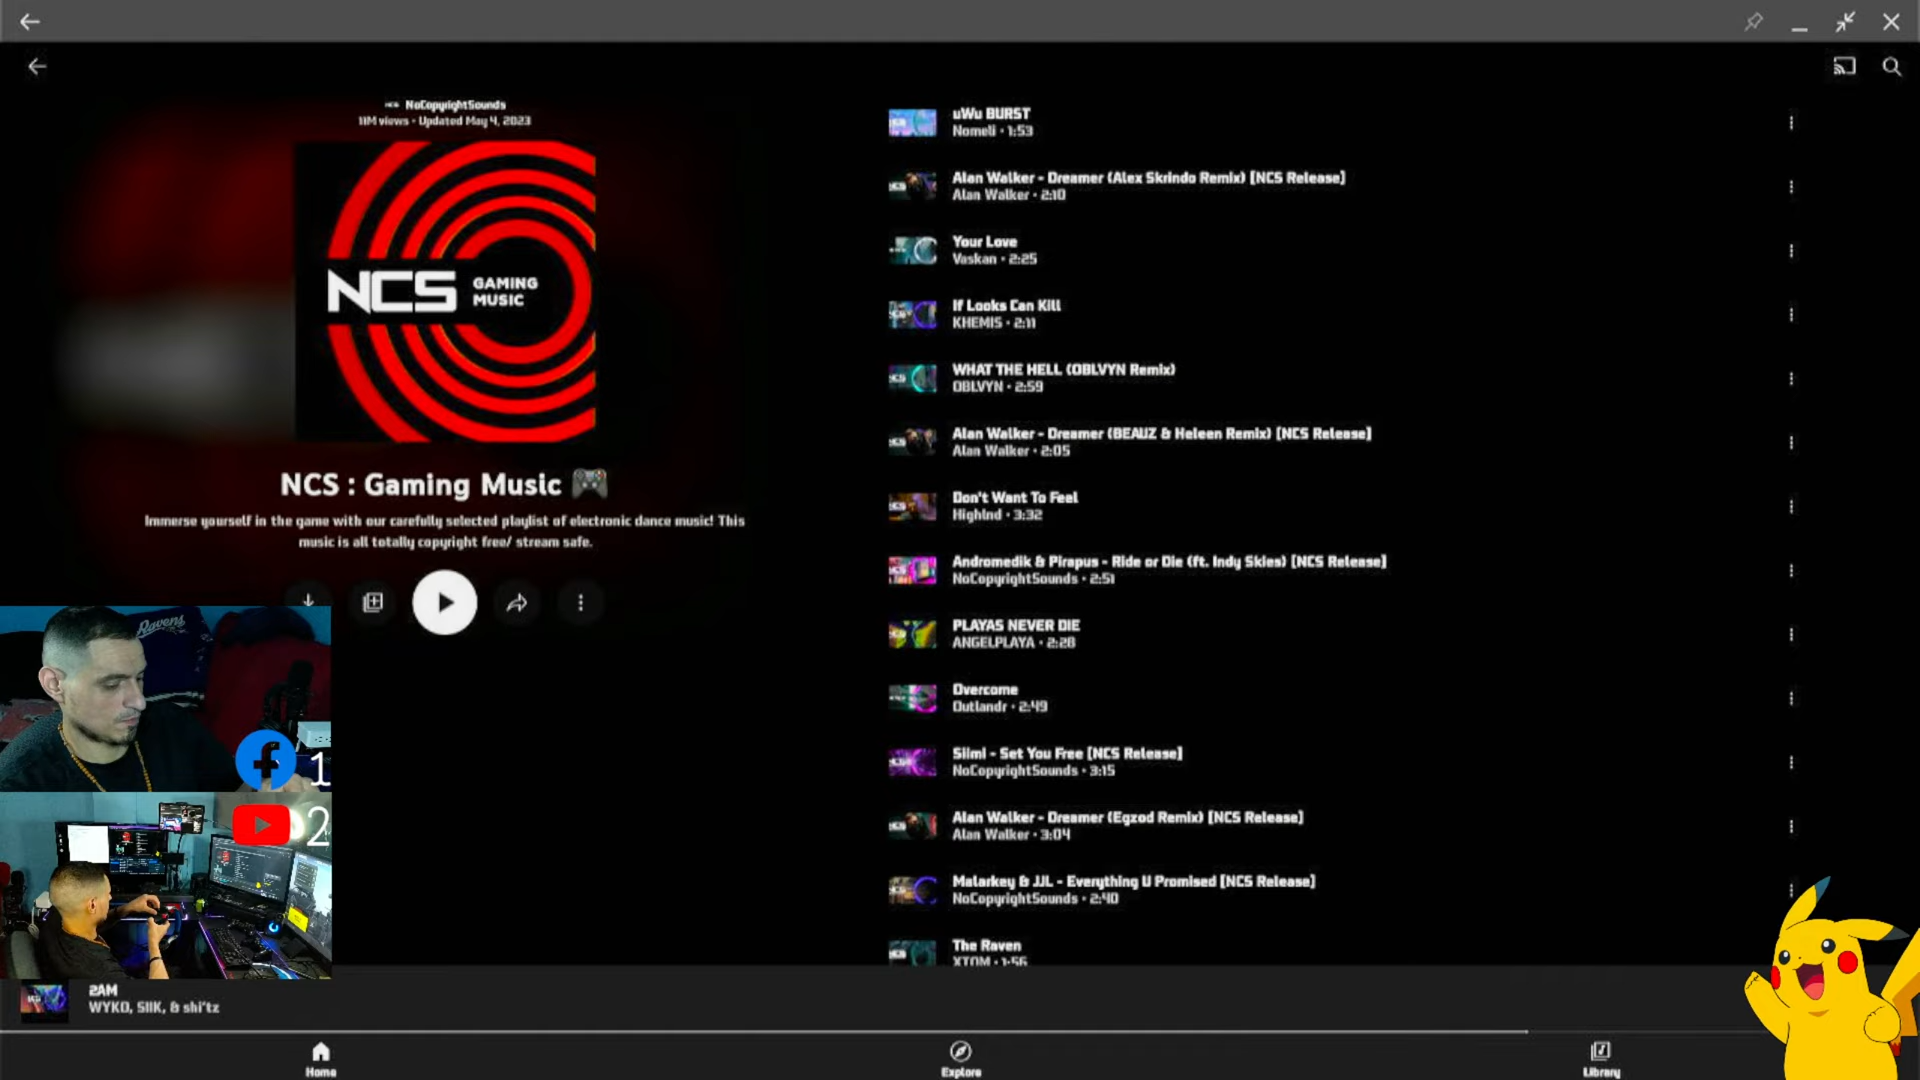 NoCopyrightSounds
11M views • Updated May 4, 2023
NCS GAMING
MUSIC
NCS : Gaming Music 🎮
Immerse yourself in the game with our carefully selected playlist of electronic dance music! This
music is all totally copyright free/ stream safe.
Ravens
1
2
uWu BURST
Nomeli • 1:53
Alan Walker - Dreamer (Alex Skrindo Remix) [NCS Release]
Alan Walker • 2:10
Your Love
Vaskan • 2:25
If Looks Can Kill
KHEMIS • 2:11
WHAT THE HELL (OBLVYN Remix)
OBLVYN • 2:59
Alan Walker - Dreamer (BEAUZ & Heleen Remix) [NCS Release]
Alan Walker • 2:05
Don't Want To Feel
HighInd • 3:32
Andromedik & Pirapus - Ride or Die (ft. Indy Skies) [NCS Release]
NoCopyrightSounds • 2:51
PLAYAS NEVER DIE
ANGELPLAYA • 2:28
Overcome
Outlandr • 2:49
Siimi - Set You Free [NCS Release]
NoCopyrightSounds • 3:15
Alan Walker - Dreamer (Egzod Remix) [NCS Release]
Alan Walker • 3:04
Malarkey & JJL - Everything U Promised [NCS Release]
NoCopyrightSounds • 2:40
The Raven
XTOM • 1:56
2AM
WYKO, SIIK, & shi'tz
Home
Explore
Library